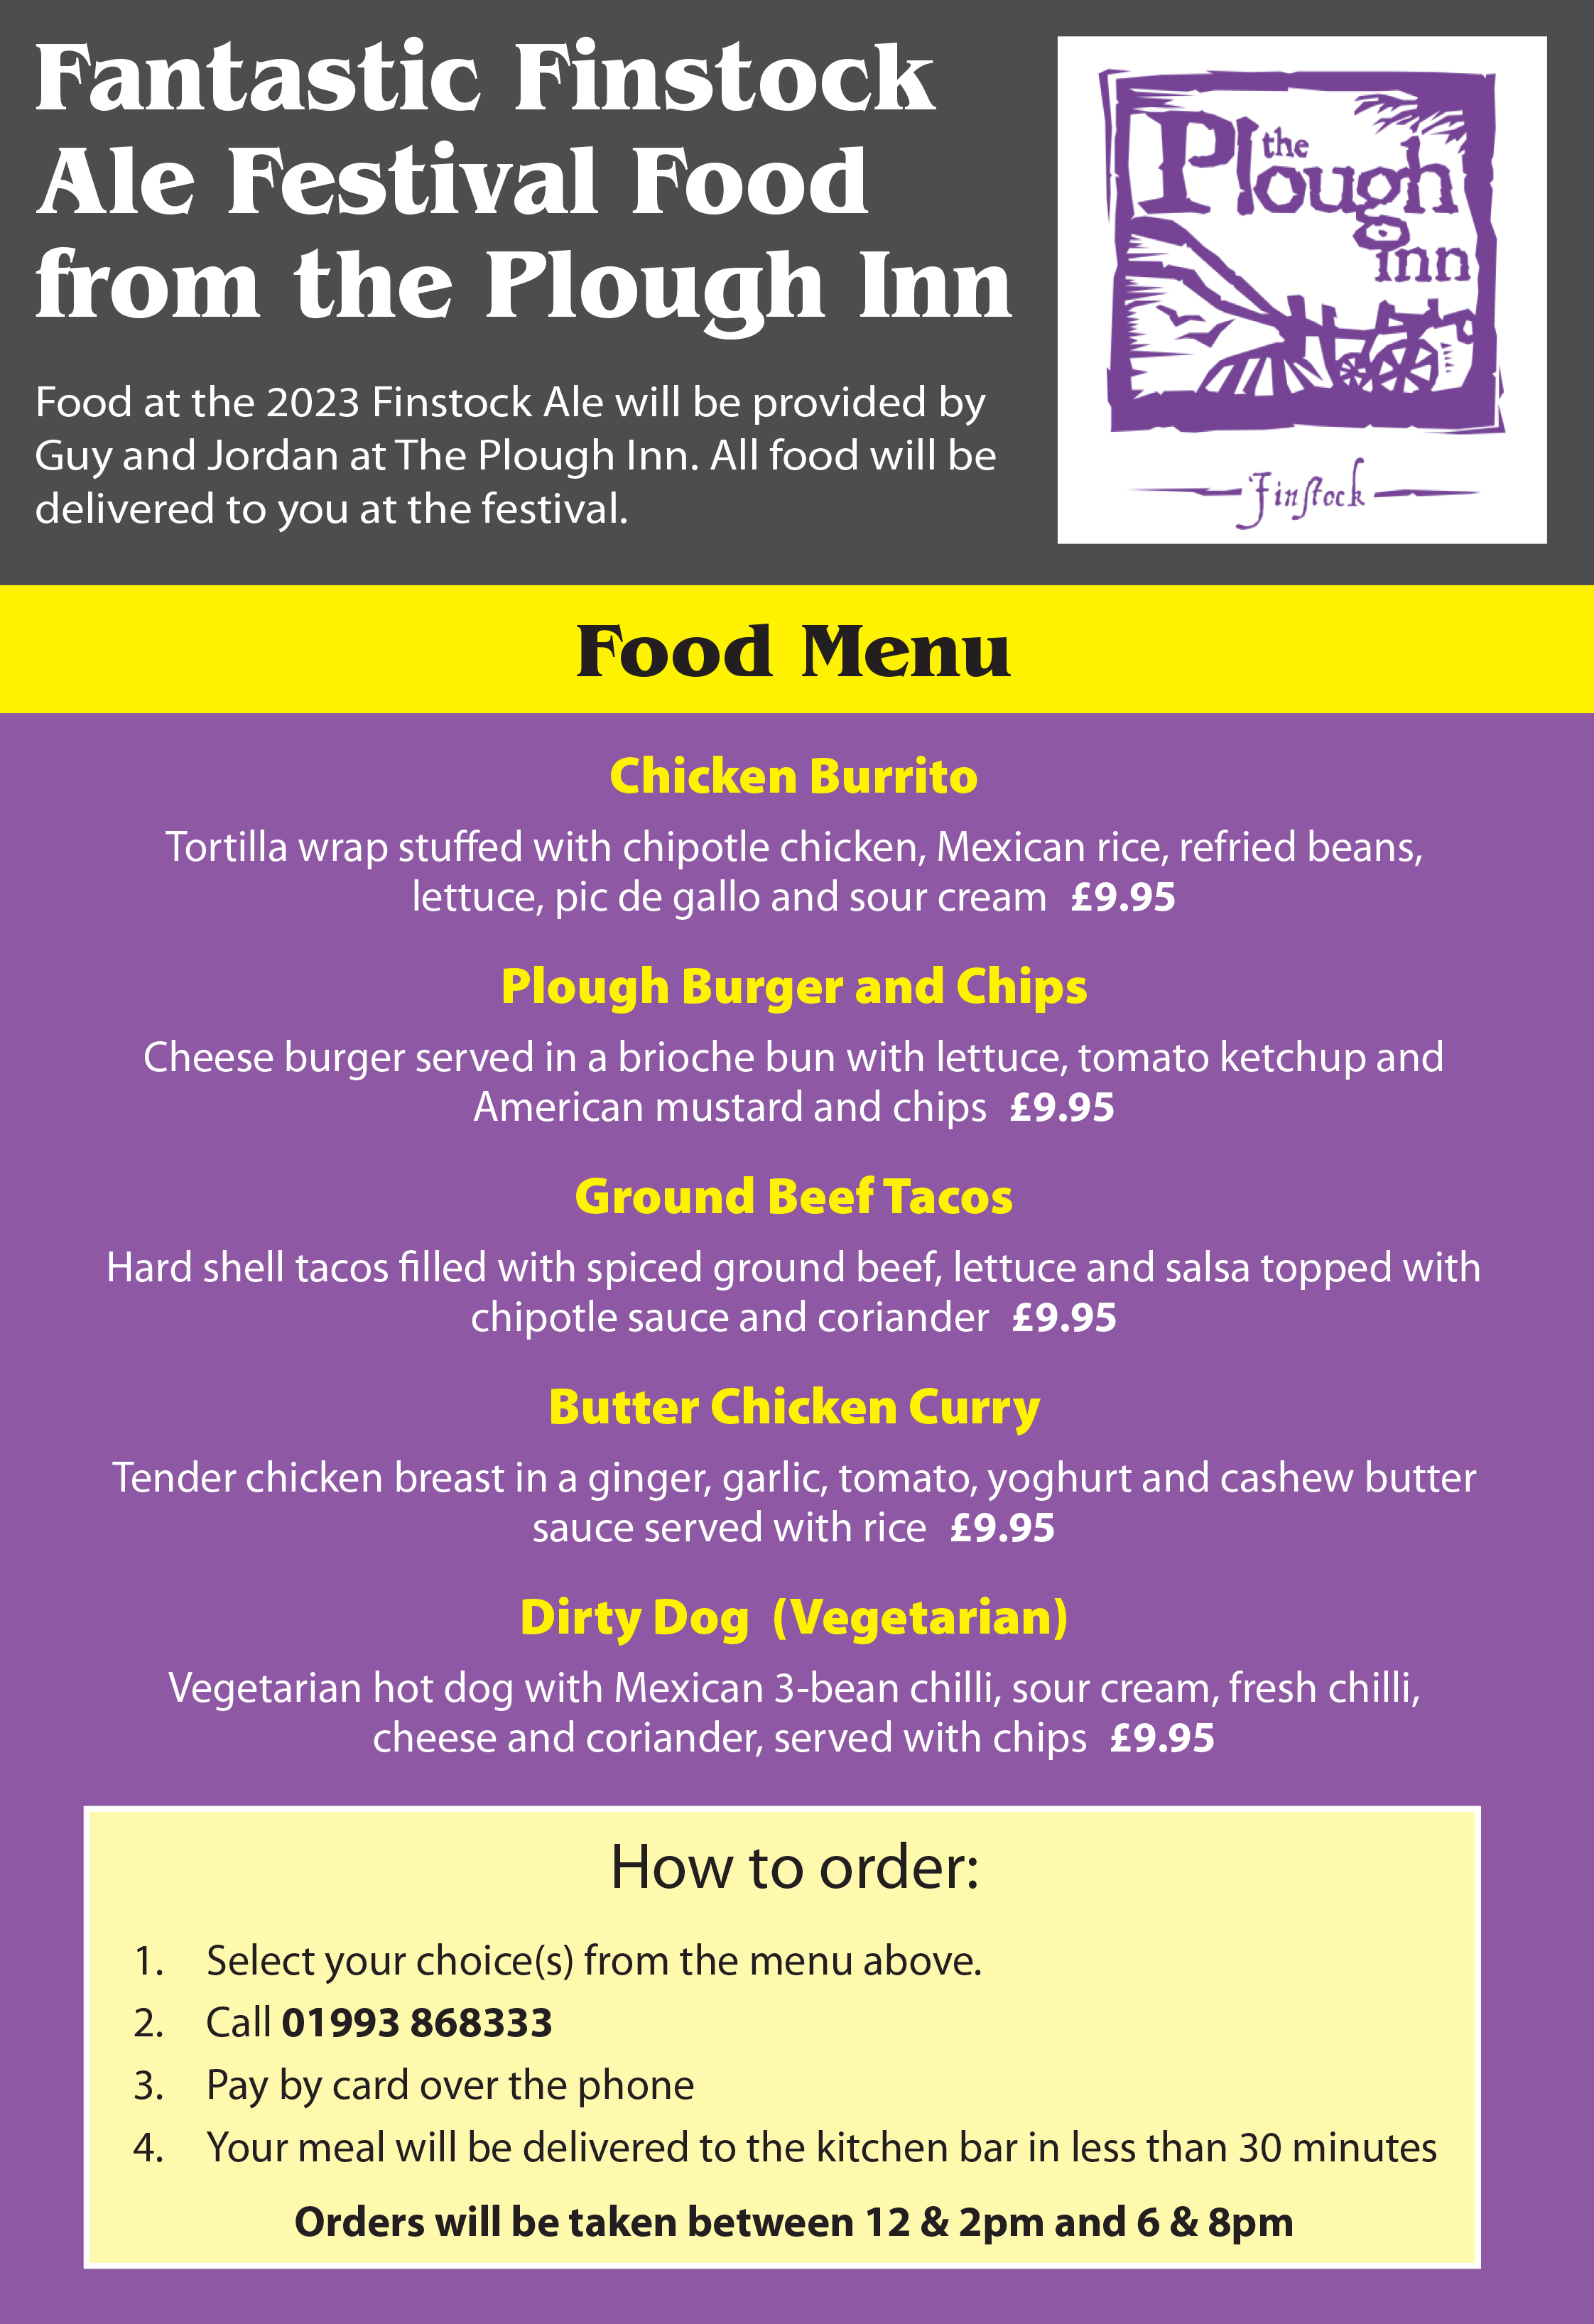 Fantastic Finstock
Ale Festival Food
from the Plough Inn
Food at the 2023 Finstock Ale will be provided by
Guy and Jordan at The Plough Inn. All food will be
delivered to you at the festival.
the
Plough
inn
Finſtock
Food Menu
Chicken Burrito
Tortilla wrap stuffed with chipotle chicken, Mexican rice, refried beans,
lettuce, pic de gallo and sour cream £9.95
Plough Burger and Chips
Cheese burger served in a brioche bun with lettuce, tomato ketchup and
American mustard and chips £9.95
Ground Beef Tacos
Hard shell tacos filled with spiced ground beef, lettuce and salsa topped with
chipotle sauce and coriander £9.95
Butter Chicken Curry
Tender chicken breast in a ginger, garlic, tomato, yoghurt and cashew butter
sauce served with rice £9.95
Dirty Dog (Vegetarian)
Vegetarian hot dog with Mexican 3-bean chilli, sour cream, fresh chilli,
cheese and coriander, served with chips £9.95
How to order:
1. Select your choice(s) from the menu above.
2. Call 01993 868333
3. Pay by card over the phone
4. Your meal will be delivered to the kitchen bar in less than 30 minutes
Orders will be taken between 12 & 2pm and 6 & 8pm